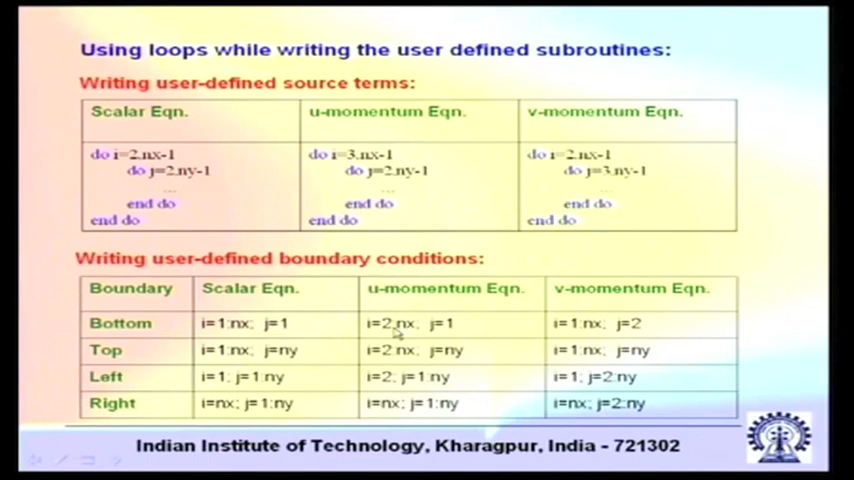 Using loops while writing the user defined subroutines:
Writing user-defined source terms:
Scalar Eqn. u-momentum Eqn. v-momentum Eqn.
do i=2,nx-1 do i=3,nx-1 do i=2,nx-1
do j=2,ny-1 do j=2,ny-1 do j=3,ny-1
... ... ...
end do end do end do
end do end do end do
Writing user-defined boundary conditions:
Boundary Scalar Eqn. u-momentum Eqn. v-momentum Eqn.
Bottom i=1:nx; j=1 i=2:nx; j=1 i=1:nx; j=2
Top i=1:nx; j=ny i=2:nx; j=ny i=1:nx; j=ny
Left i=1; j=1:ny i=2; j=1:ny i=1; j=2:ny
Right i=nx; j=1:ny i=nx; j=1:ny i=nx; j=2:ny
Indian Institute of Technology, Kharagpur, India - 721302